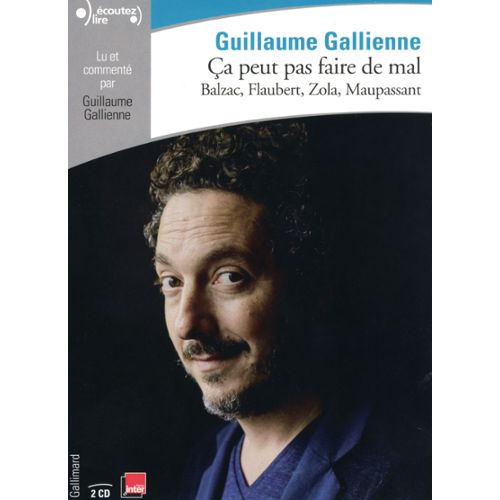 écoutez
lire
Lu et
commenté
par
Guillaume
Gallienne
Guillaume Gallienne
Ça peut pas faire de mal
Balzac, Flaubert, Zola, Maupassant
Gallimard
2 CD
france
inter